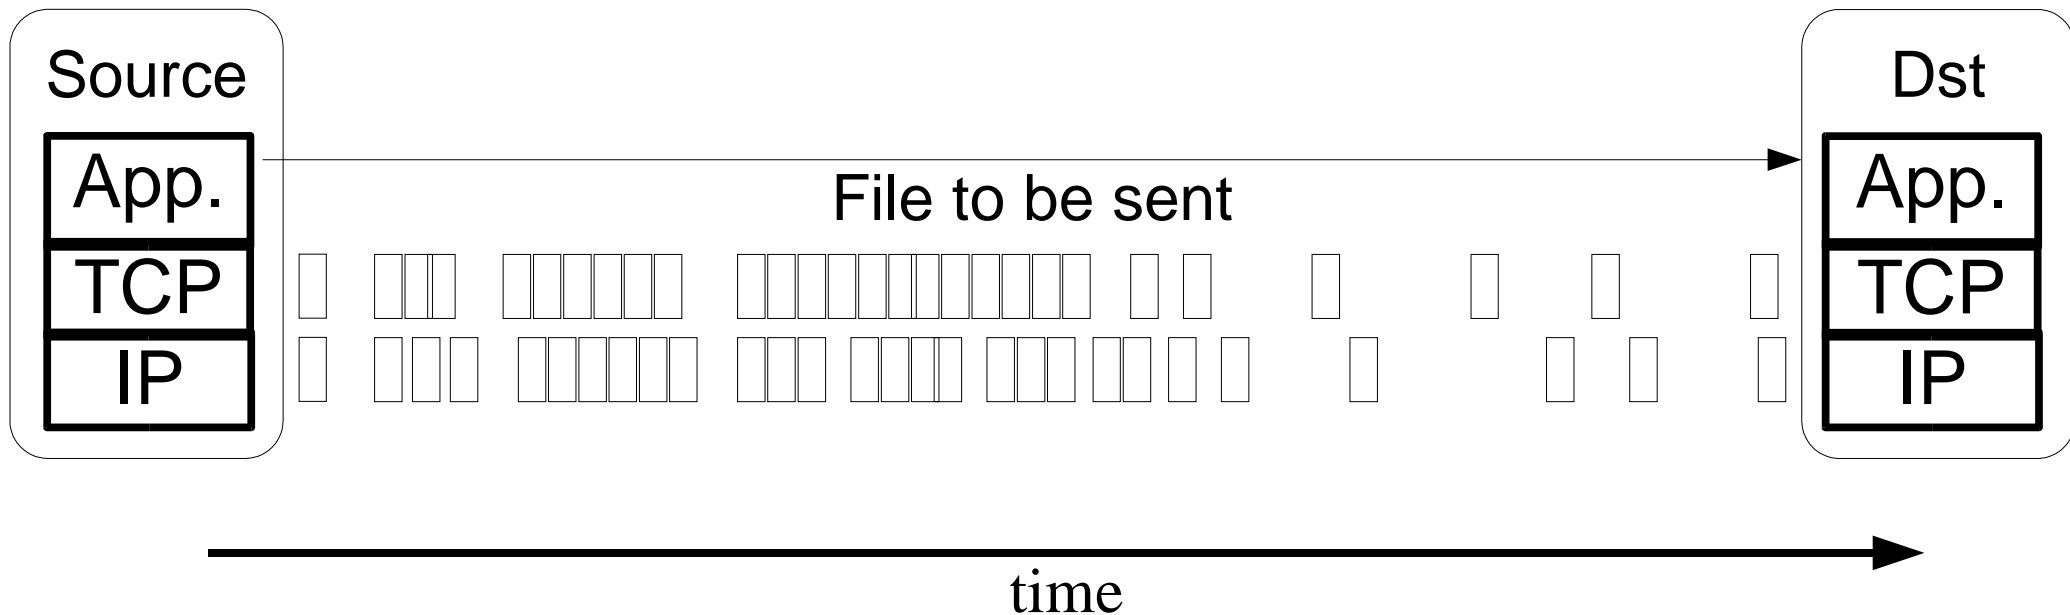 Source
App.
TCP
IP
File to be sent
Dst
App.
TCP
IP
time